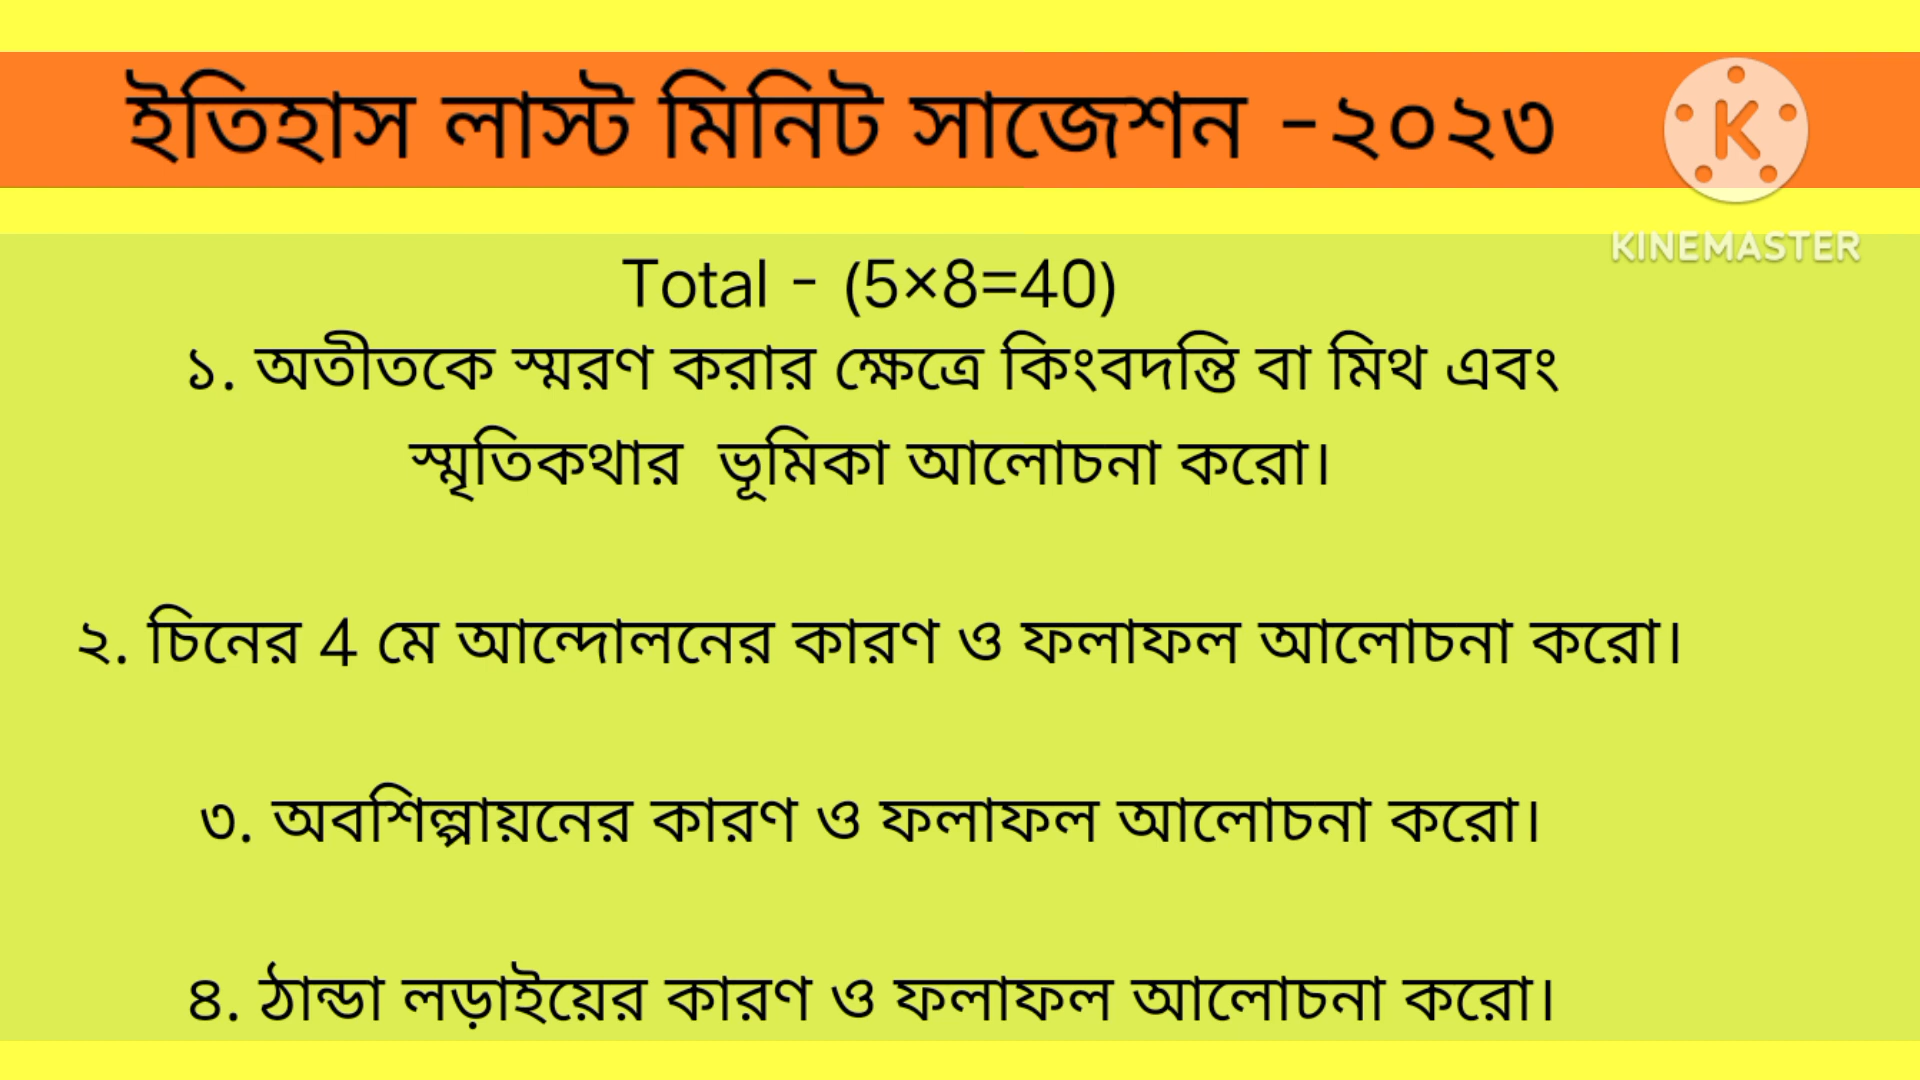 ইতিহাস লাস্ট মিনিট সাজেশন -২০২৩
K
KINEMASTER
Total - (5×8=40)
১. অতীতকে স্মরণ করার ক্ষেত্রে কিংবদন্তি বা মিথ এবং
স্মৃতিকথার ভূমিকা আলোচনা করো।
২. চিনের 4 মে আন্দোলনের কারণ ও ফলাফল আলোচনা করো।
৩. অবশিল্পায়নের কারণ ও ফলাফল আলোচনা করো।
৪. ঠান্ডা লড়াইয়ের কারণ ও ফলাফল আলোচনা করো।